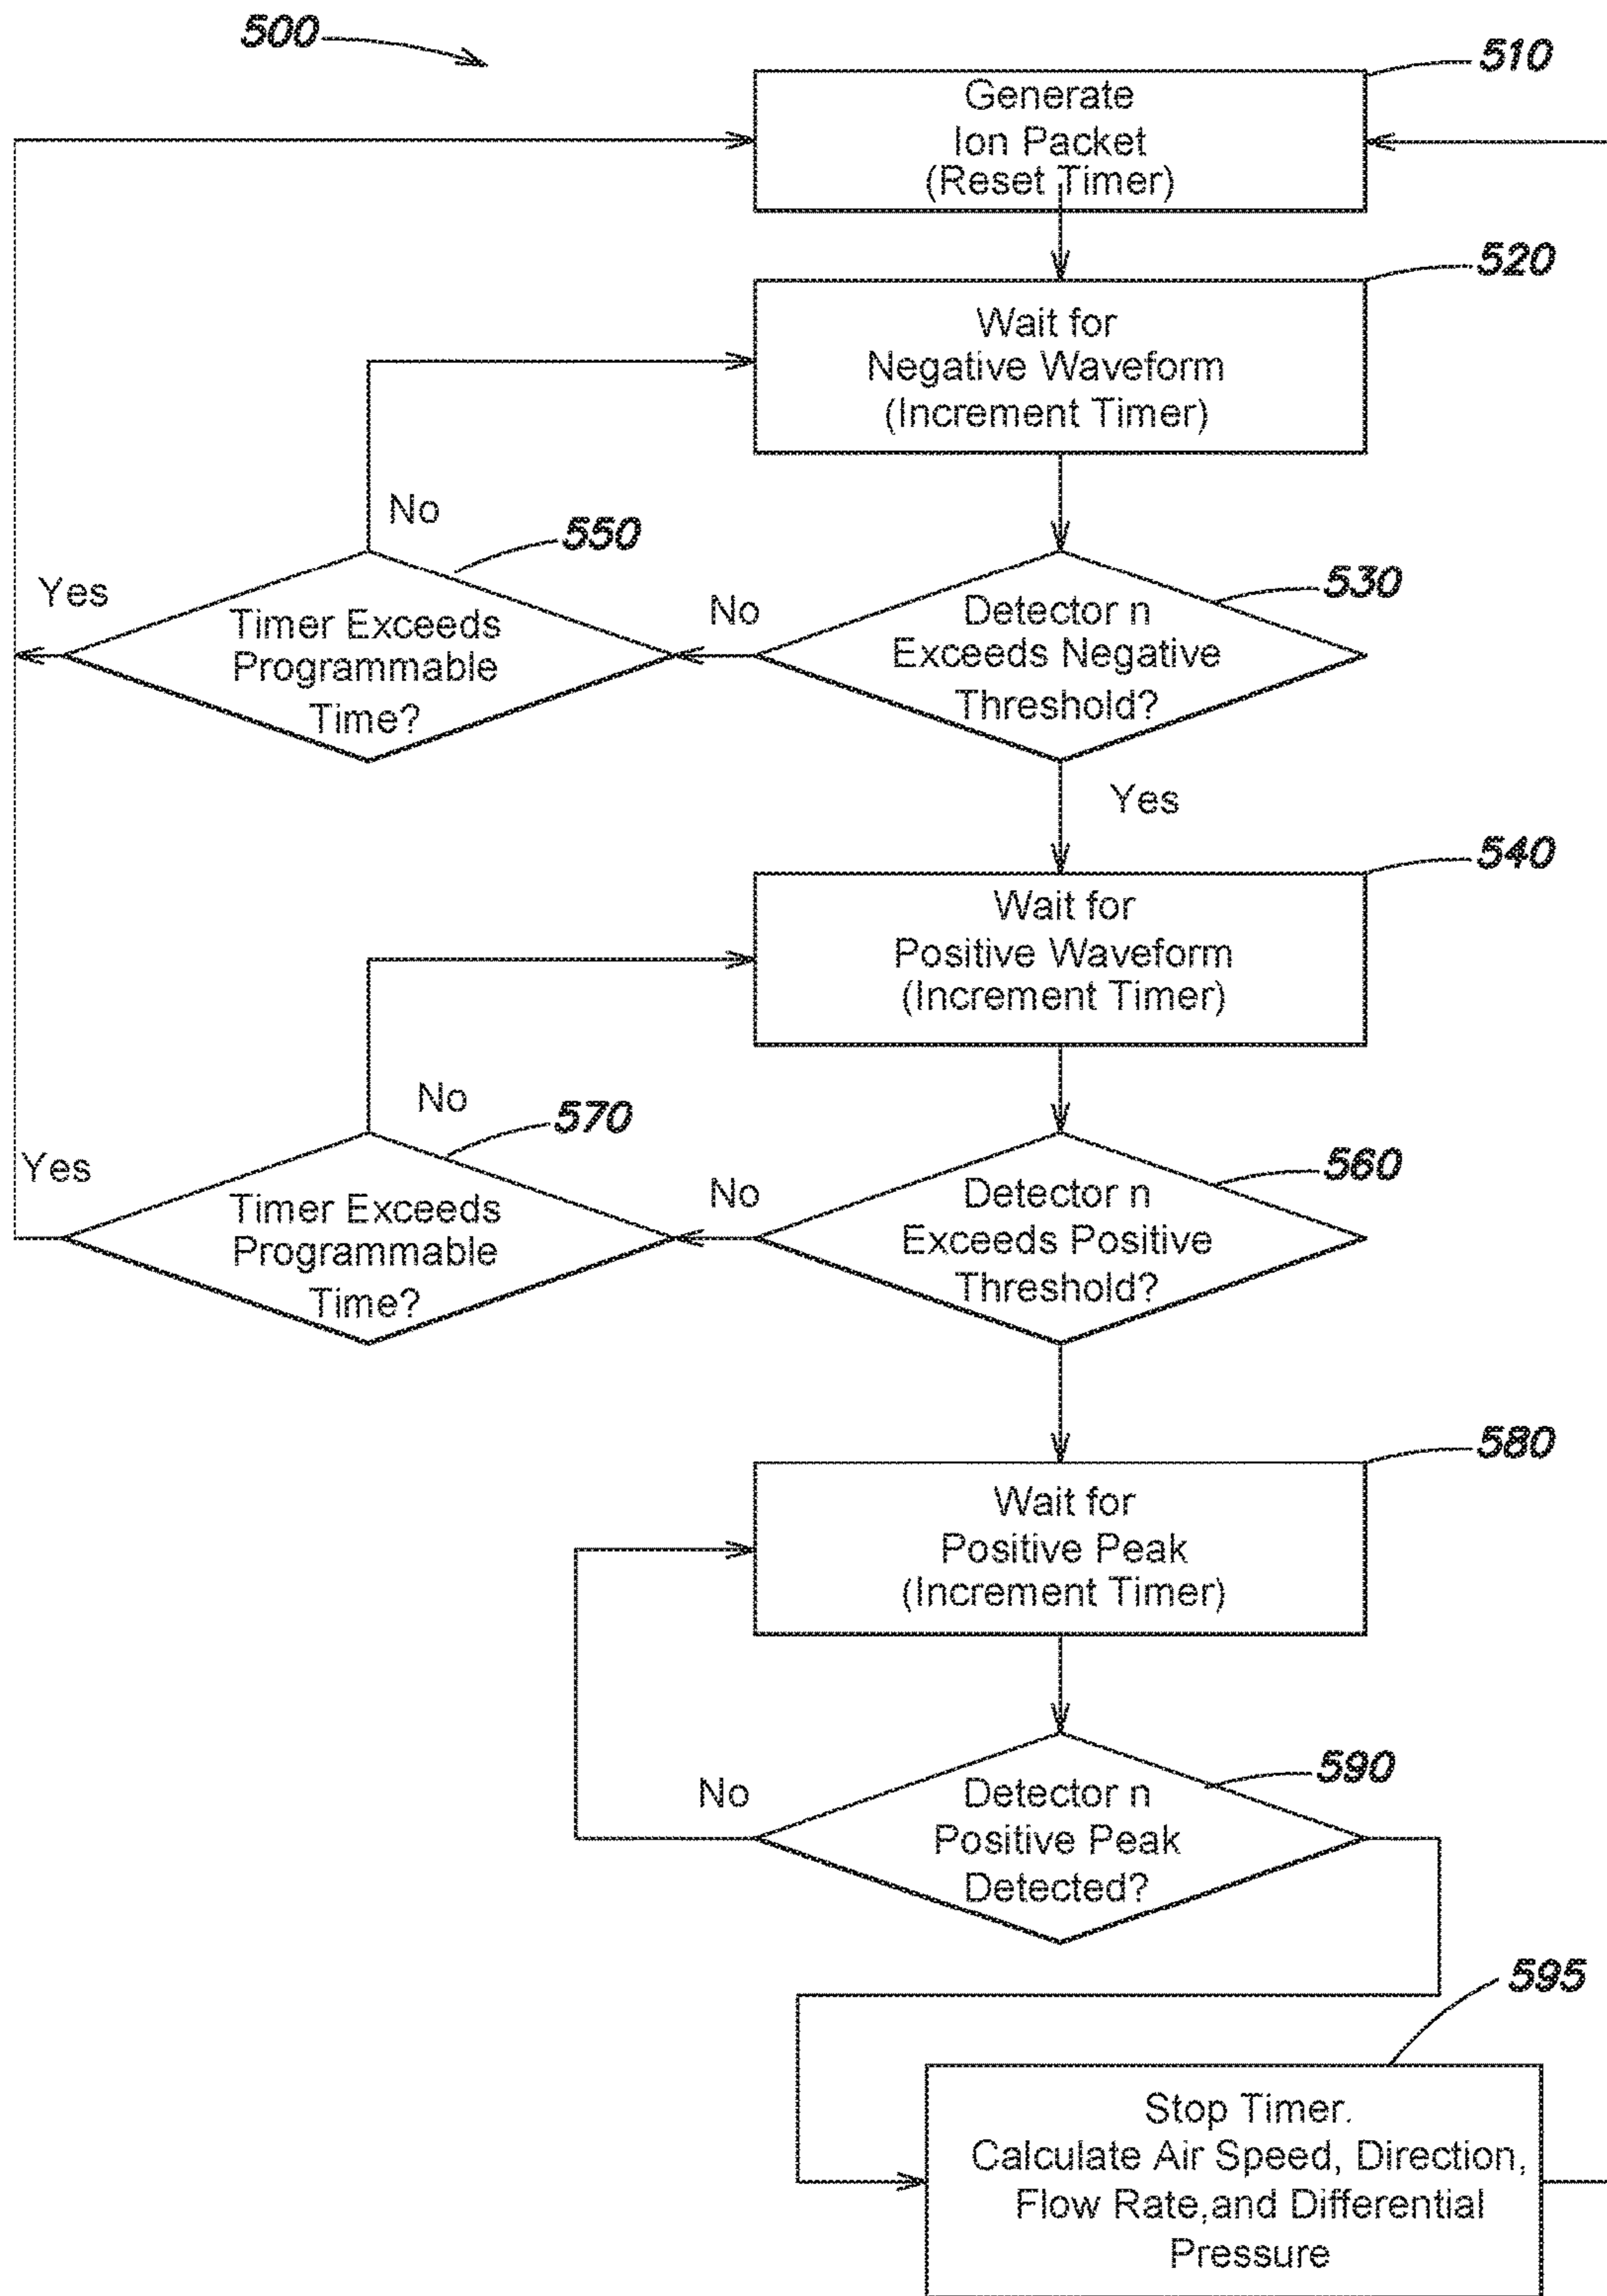 500
510
Generate
Ion Packet
(Reset Timer)
520
Wait for
Negative Waveform
(Increment Timer)
No
550
Yes
Timer Exceeds
Programmable
Time?
No
530
Detector n
Exceeds Negative
Threshold?
Yes
540
Wait for
Positive Waveform
(Increment Timer)
No
570
Yes
Timer Exceeds
Programmable
Time?
No
560
Detector n
Exceeds Positive
Threshold?
580
Wait for
Positive Peak
(Increment Timer)
No
590
Detector n
Positive Peak
Detected?
595
Stop Timer.
Calculate Air Speed, Direction,
Flow Rate,and Differential
Pressure